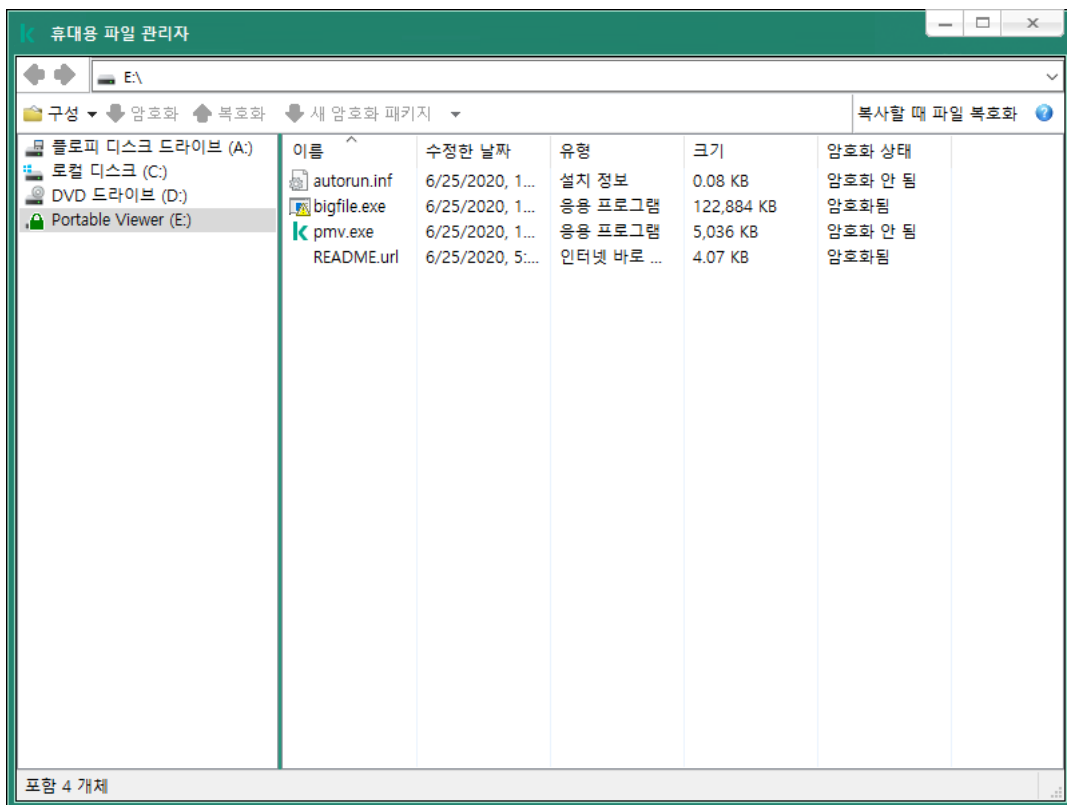 휴대용 파일 관리자
E:\
구성 암호화 복호화 새 암호화 패키지 복사할 때 파일 복호화
플로피 디스크 드라이브 (A:)
로컬 디스크 (C:)
DVD 드라이브 (D:)
Portable Viewer (E:)
이름 수정한 날짜 유형 크기 암호화 상태
autorun.inf 6/25/2020, 1... 설치 정보 0.08 KB 암호화 안 됨
bigfile.exe 6/25/2020, 1... 응용 프로그램 122,884 KB 암호화됨
pmv.exe 6/25/2020, 1... 응용 프로그램 5,036 KB 암호화 안 됨
README.url 6/25/2020, 5:... 인터넷 바로 ... 4.07 KB 암호화됨
포함 4 개체